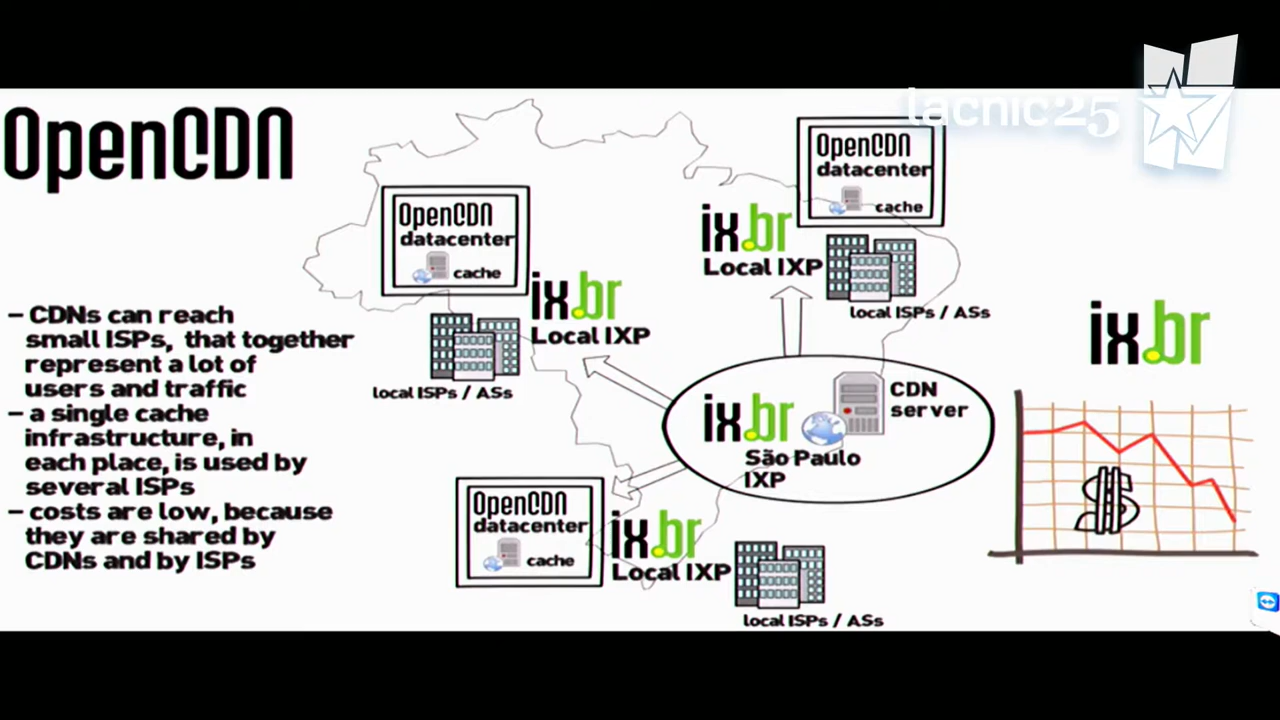 lacnic25
OpenCDN
– CDNs can reach
small ISPs, that together
represent a lot of
users and traffic
– a single cache
infrastructure, in
each place, is used by
several ISPs
– costs are low, because
they are shared by
CDNs and by ISPs
OpenCDN
datacenter
cache
ix.br
Local IXP
local ISPs / ASs
OpenCDN
datacenter
cache
ix.br
Local IXP
local ISPs / ASs
ix.br
São Paulo
IXP
CDN
server
OpenCDN
datacenter
cache
ix.br
Local IXP
local ISPs / ASs
ix.br
$